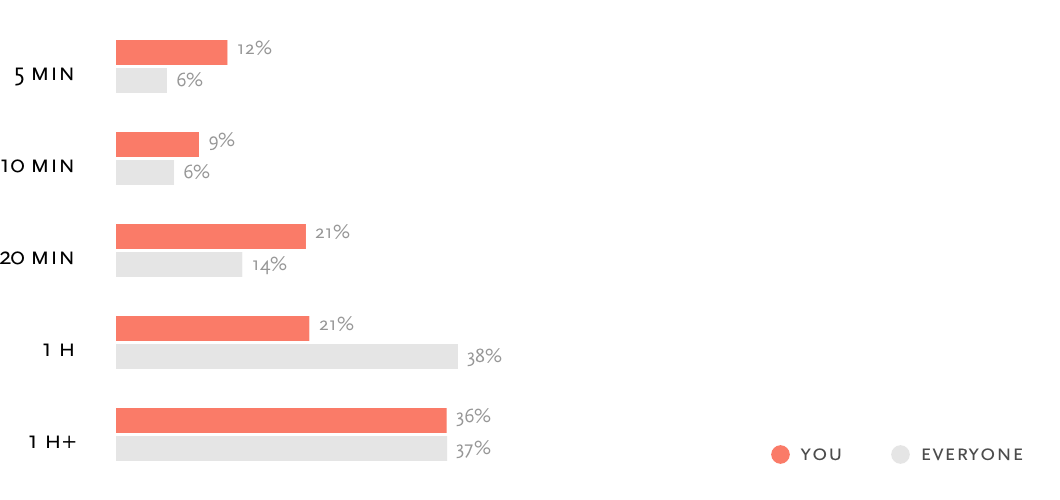 12%
5 MIN
6%
9%
10 MIN
6%
21%
20 MIN
14%
21%
1 H
38%
36%
1 H+
37%
YOU
EVERYONE